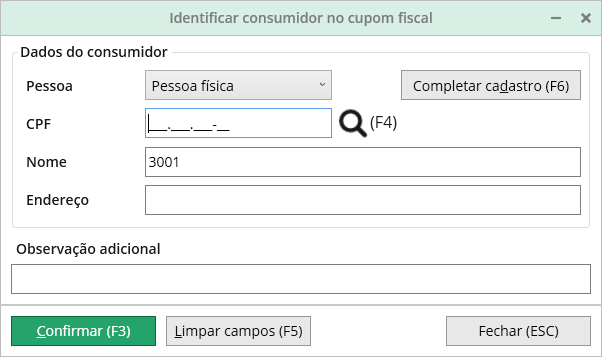 Identificar consumidor no cupom fiscal
Dados do consumidor
Pessoa Pessoa física Completar cadastro (F6)
CPF ___.___.___-__ (F4)
Nome 3001
Endereço
Observação adicional
Confirmar (F3) Limpar campos (F5) Fechar (ESC)